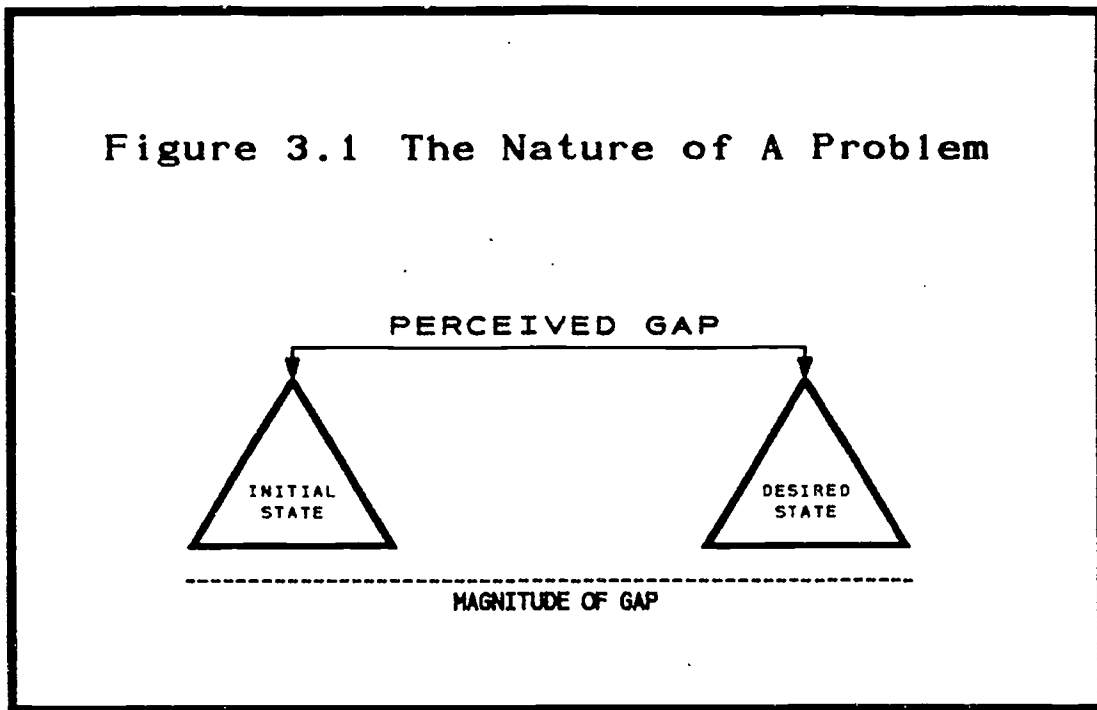 Figure 3.1 The Nature of A Problem
PERCEIVED GAP
INITIAL
STATE
DESIRED
STATE
MAGNITUDE OF GAP